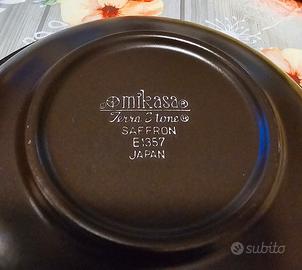 mikasa®
Terra Stone®
SAFFRON
E1357
JAPAN
subito